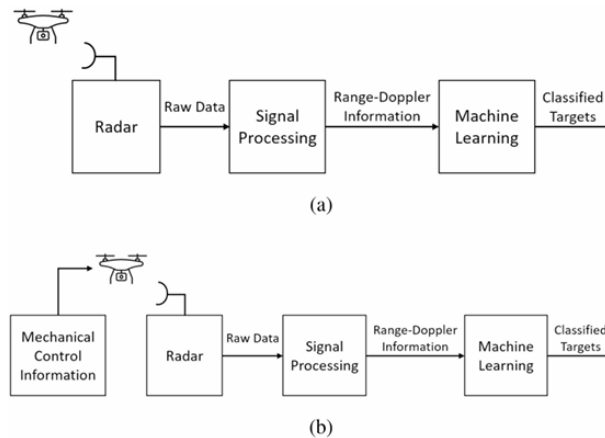 Radar
Raw Data
Signal
Processing
Range-Doppler
Information
Machine
Learning
Classified
Targets
(a)
Mechanical
Control
Information
Radar
Raw Data
Signal
Processing
Range-Doppler
Information
Machine
Learning
Classified
Targets
(b)